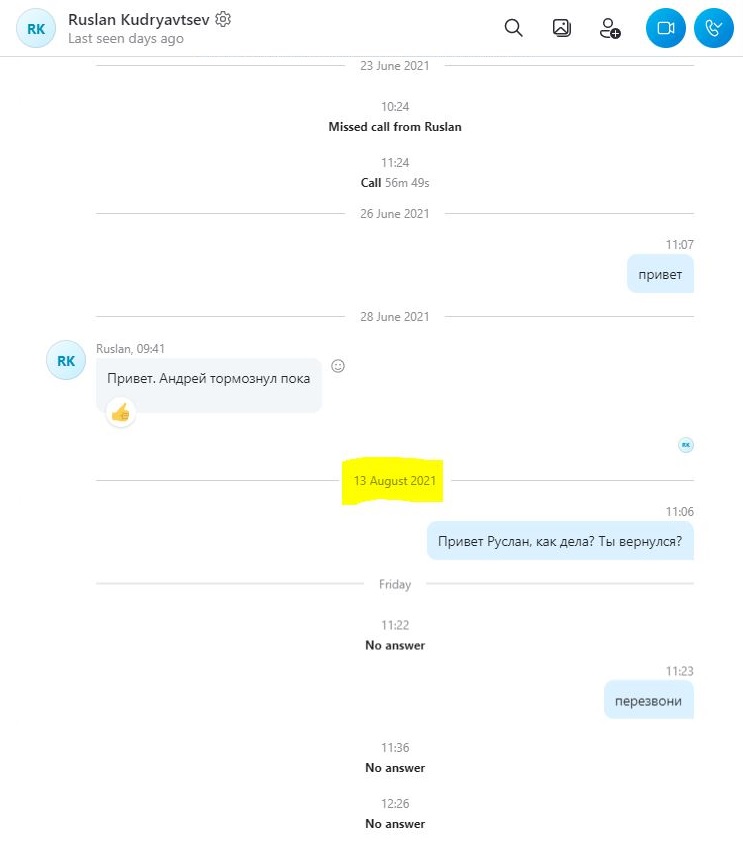 RK
Ruslan Kudryavtsev
Last seen days ago
23 June 2021
10:24
Missed call from Ruslan
11:24
Call 56m 49s
26 June 2021
11:07
привет
28 June 2021
RK
Ruslan, 09:41
Привет. Андрей тормознул пока
RK
13 August 2021
11:06
Привет Руслан, как дела? Ты вернулся?
Friday
11:22
No answer
11:23
перезвони
11:36
No answer
12:26
No answer